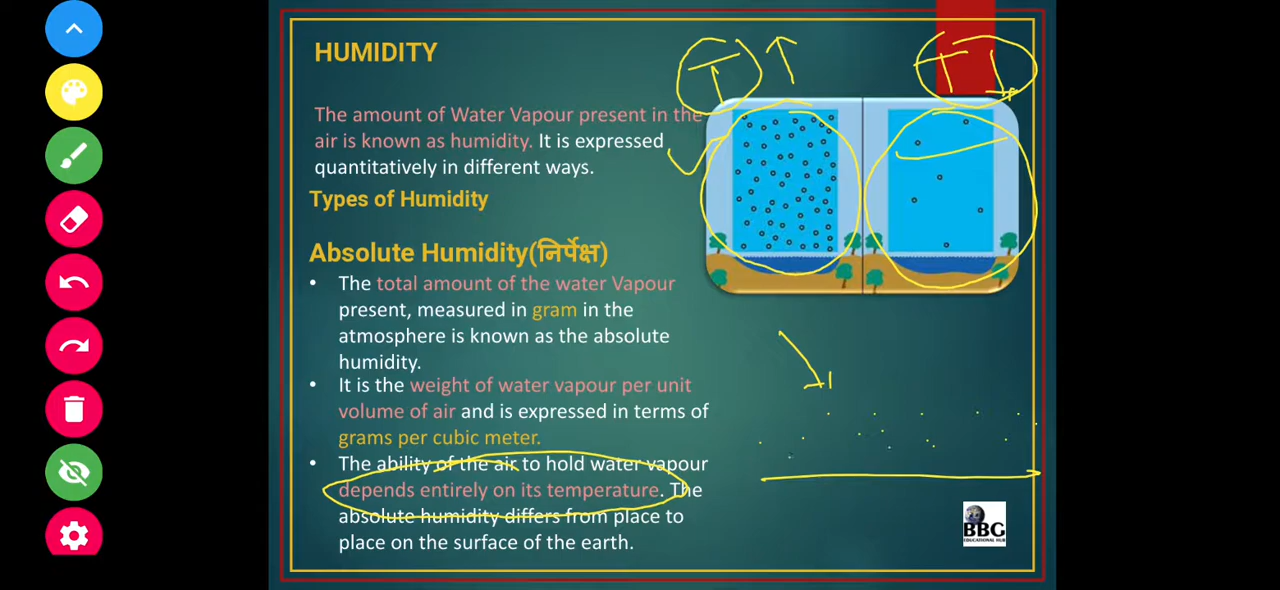 HUMIDITY
T ↑
T ↓
The amount of Water Vapour present in the
air is known as humidity. It is expressed
quantitatively in different ways.
Types of Humidity
Absolute Humidity(निर्पेक्ष)
• The total amount of the water Vapour
present, measured in gram in the
atmosphere is known as the absolute
humidity.
• It is the weight of water vapour per unit
volume of air and is expressed in terms of
grams per cubic meter.
• The ability of the air to hold water vapour
depends entirely on its temperature. The
absolute humidity differs from place to
place on the surface of the earth.
BBG
EDUCATIONAL HUB